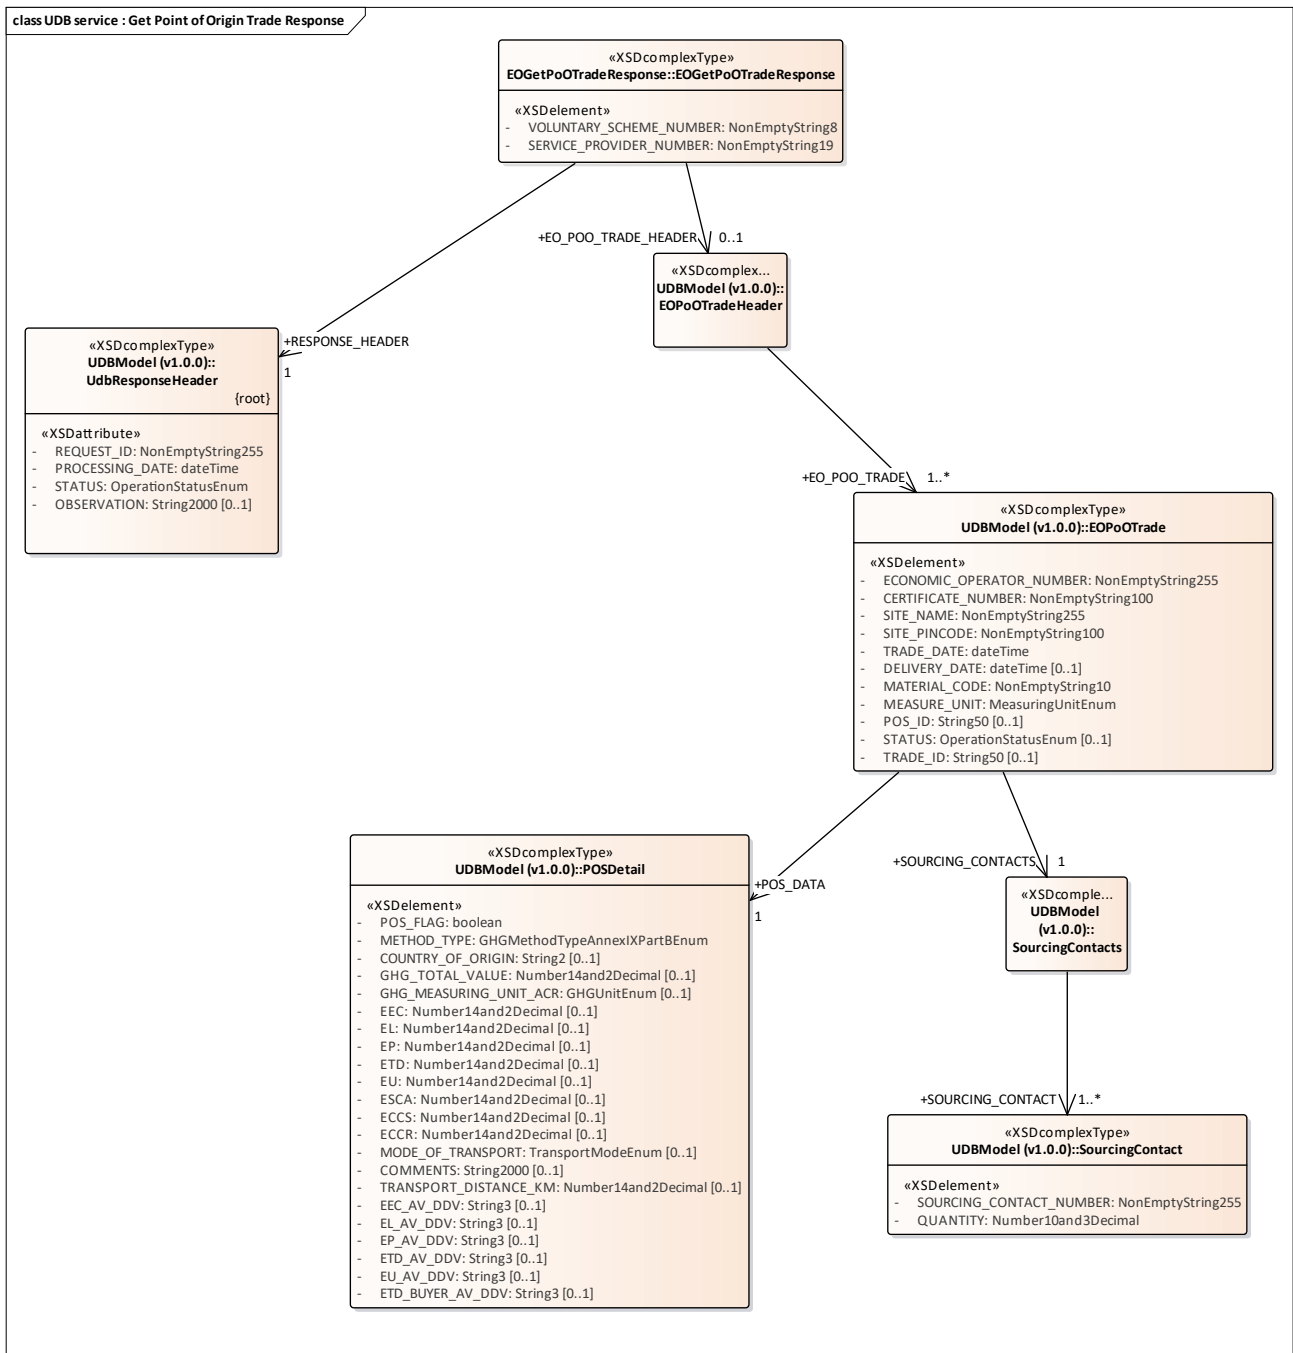 class UDB service : Get Point of Origin Trade Response
«XSDcomplexType»
EOGetPoOTradeResponse::EOGetPoOTradeResponse
«XSDelement»
- VOLUNTARY_SCHEME_NUMBER: NonEmptyString8
- SERVICE_PROVIDER_NUMBER: NonEmptyString19
+EO_POO_TRADE_HEADER 0..1
«XSDcomplex...
UDBModel (v1.0.0)::
EOPoOTradeHeader
+RESPONSE_HEADER
1
«XSDcomplexType»
UDBModel (v1.0.0)::
UdbResponseHeader
{root}
«XSDattribute»
- REQUEST_ID: NonEmptyString255
- PROCESSING_DATE: dateTime
- STATUS: OperationStatusEnum
- OBSERVATION: String2000 [0..1]
+EO_POO_TRADE 1..*
«XSDcomplexType»
UDBModel (v1.0.0)::EOPoOTrade
«XSDelement»
- ECONOMIC_OPERATOR_NUMBER: NonEmptyString255
- CERTIFICATE_NUMBER: NonEmptyString100
- SITE_NAME: NonEmptyString255
- SITE_PINCODE: NonEmptyString100
- TRADE_DATE: dateTime
- DELIVERY_DATE: dateTime [0..1]
- MATERIAL_CODE: NonEmptyString10
- MEASURE_UNIT: MeasuringUnitEnum
- POS_ID: String50 [0..1]
- STATUS: OperationStatusEnum [0..1]
- TRADE_ID: String50 [0..1]
+POS_DATA
1
«XSDcomplexType»
UDBModel (v1.0.0)::POSDetail
«XSDelement»
- POS_FLAG: boolean
- METHOD_TYPE: GHGMethodTypeAnnexIXPartBEnum
- COUNTRY_OF_ORIGIN: String2 [0..1]
- GHG_TOTAL_VALUE: Number14and2Decimal [0..1]
- GHG_MEASURING_UNIT_ACR: GHGUnitEnum [0..1]
- EEC: Number14and2Decimal [0..1]
- EL: Number14and2Decimal [0..1]
- EP: Number14and2Decimal [0..1]
- ETD: Number14and2Decimal [0..1]
- EU: Number14and2Decimal [0..1]
- ESCA: Number14and2Decimal [0..1]
- ECCS: Number14and2Decimal [0..1]
- ECCR: Number14and2Decimal [0..1]
- MODE_OF_TRANSPORT: TransportModeEnum [0..1]
- COMMENTS: String2000 [0..1]
- TRANSPORT_DISTANCE_KM: Number14and2Decimal [0..1]
- EEC_AV_DDV: String3 [0..1]
- EL_AV_DDV: String3 [0..1]
- EP_AV_DDV: String3 [0..1]
- ETD_AV_DDV: String3 [0..1]
- EU_AV_DDV: String3 [0..1]
- ETD_BUYER_AV_DDV: String3 [0..1]
+SOURCING_CONTACTS 1
«XSDcomple...
UDBModel
(v1.0.0)::
SourcingContacts
+SOURCING_CONTACT 1..*
«XSDcomplexType»
UDBModel (v1.0.0)::SourcingContact
«XSDelement»
- SOURCING_CONTACT_NUMBER: NonEmptyString255
- QUANTITY: Number10and3Decimal